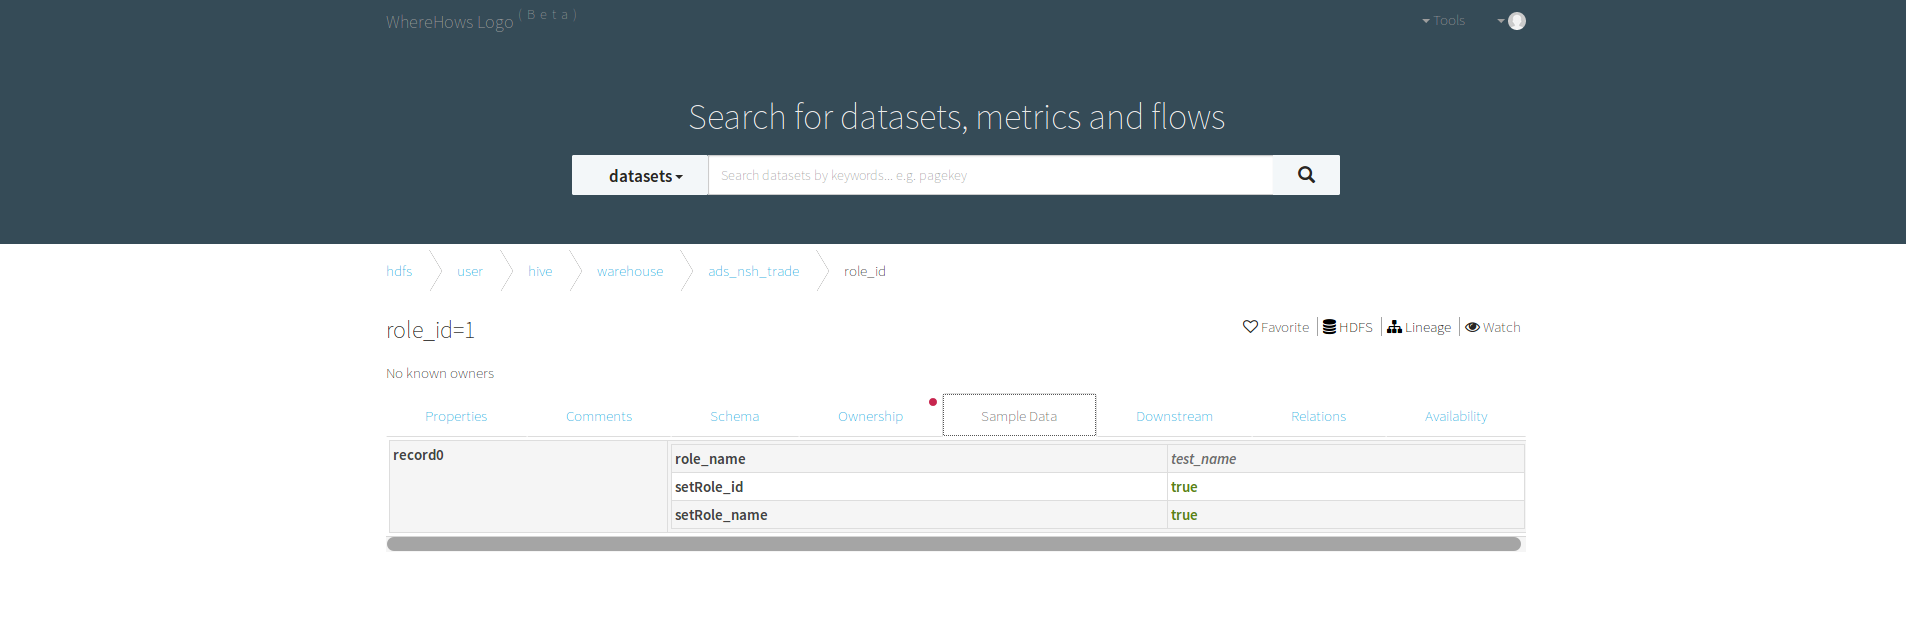 WhereHows Logo (Beta)
Tools
Search for datasets, metrics and flows
datasets Search datasets by keywords... e.g. pagekey
hdfs user hive warehouse ads_nsh_trade role_id
role_id=1
Favorite HDFS Lineage Watch
No known owners
Properties Comments Schema Ownership Sample Data Downstream Relations Availability
record0 role_name test_name
setRole_id true
setRole_name true